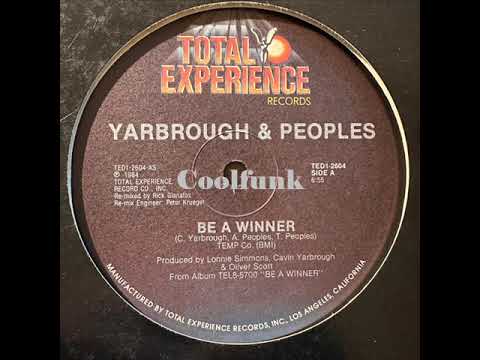 TOTAL
EXPERIENCE
RECORDS
YARBROUGH & PEOPLES
TED1-2604-AS
℗ 1984
TOTAL EXPERIENCE
RECORD CO., INC.
Re-mixed by Rick Gianatos
Re-mix Engineer: Peter Krueger
TED1-2604
SIDE A
6:55
Coolfunk
BE A WINNER
(C. Yarbrough, A. Peoples, T. Peoples)
TEMP Co. (BMI)
Produced by Lonnie Simmons, Cavin Yarbrough
& Oliver Scott
From Album TEL8-5700 "BE A WINNER"
MANUFACTURED BY TOTAL EXPERIENCE RECORDS, INC., LOS ANGELES, CALIFORNIA